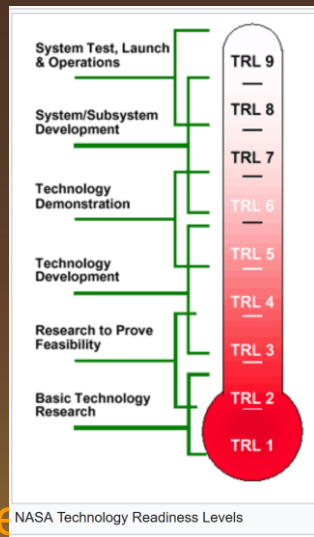 System Test, Launch
& Operations
System/Subsystem
Development
Technology
Demonstration
Technology
Development
Research to Prove
Feasibility
Basic Technology
Research
TRL 9
TRL 8
TRL 7
TRL 6
TRL 5
TRL 4
TRL 3
TRL 2
TRL 1
e
NASA Technology Readiness Levels